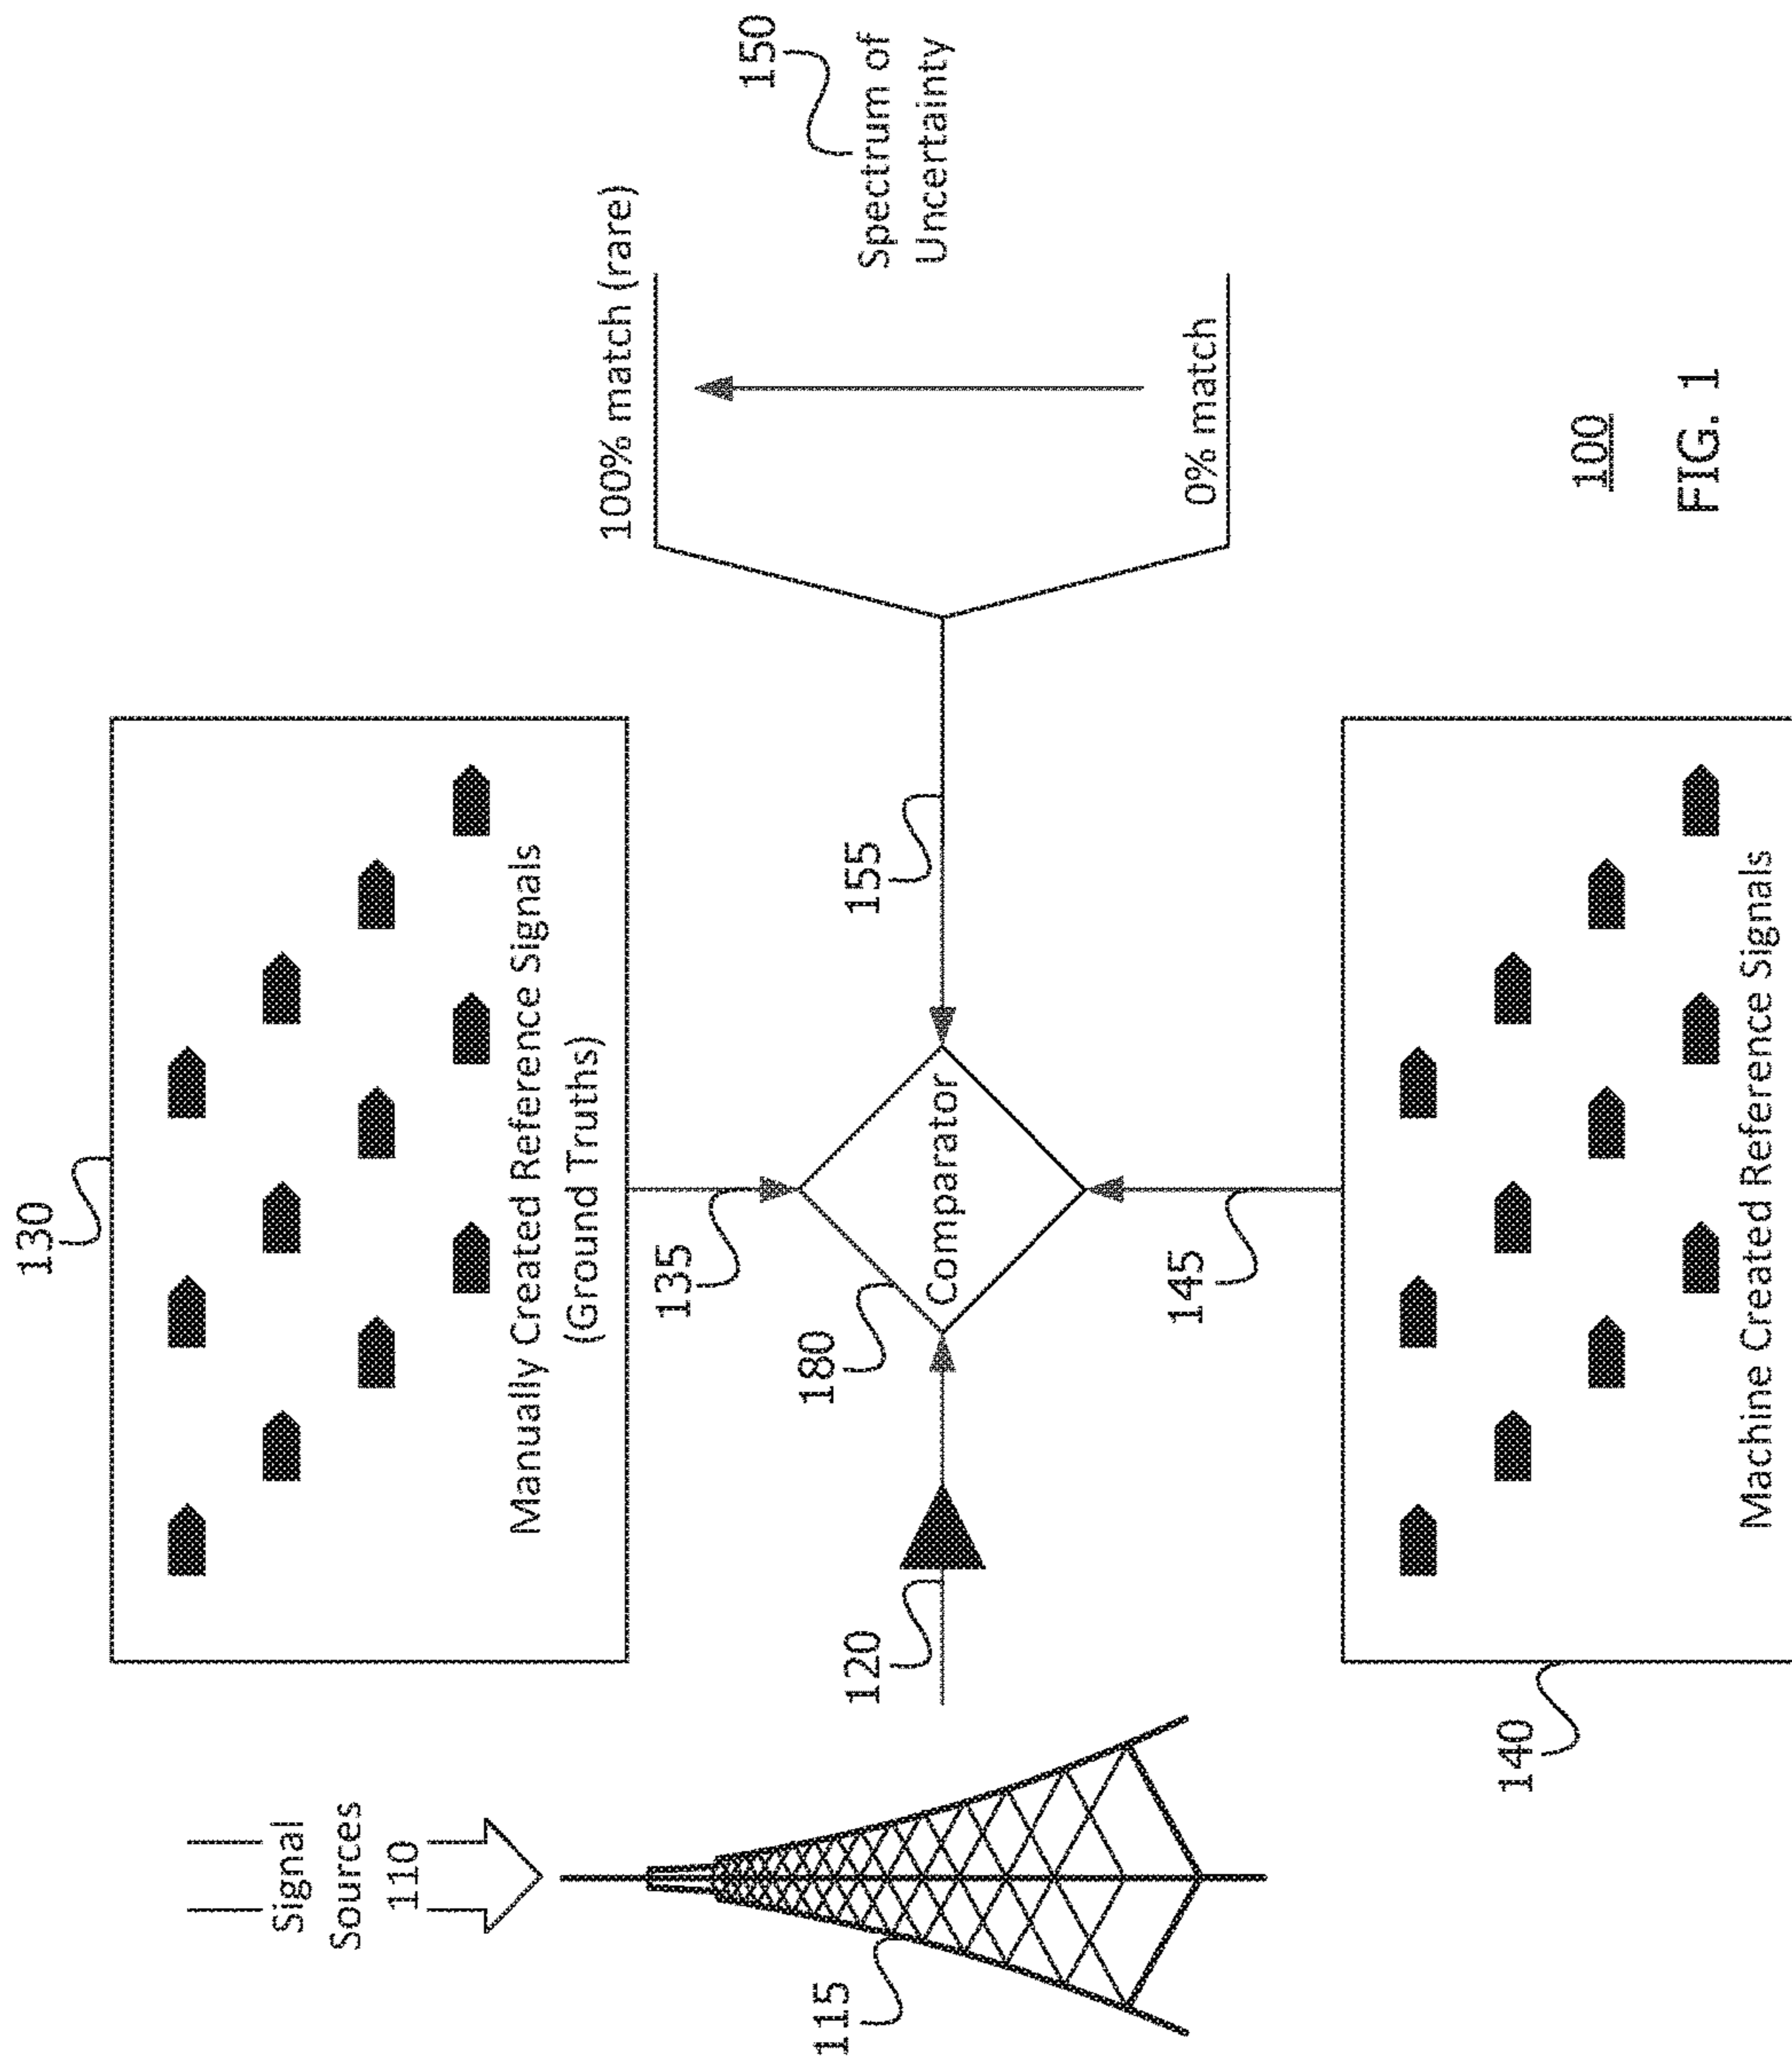 130
Manually Created Reference Signals
(Ground Truths)
Signal
Sources
110
115
120
135
180
Comparator
145
155
100% match (rare)
0% match
150
Spectrum of
Uncertainty
140
Machine Created Reference Signals
100
FIG. 1